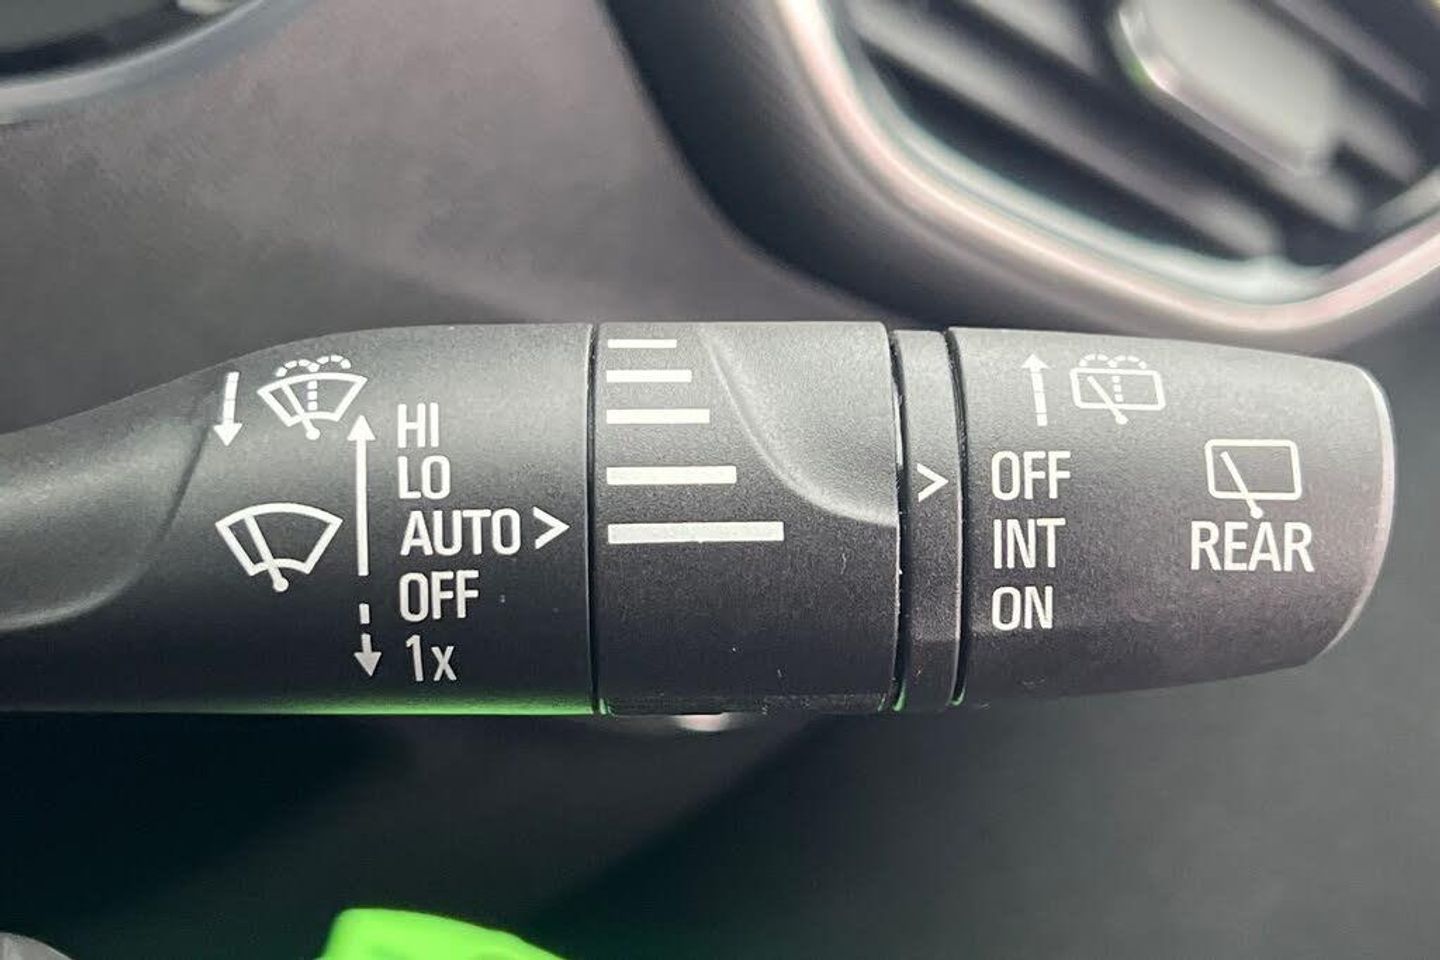 HI
LO
AUTO >
OFF
1x
>
OFF
INT
ON
REAR